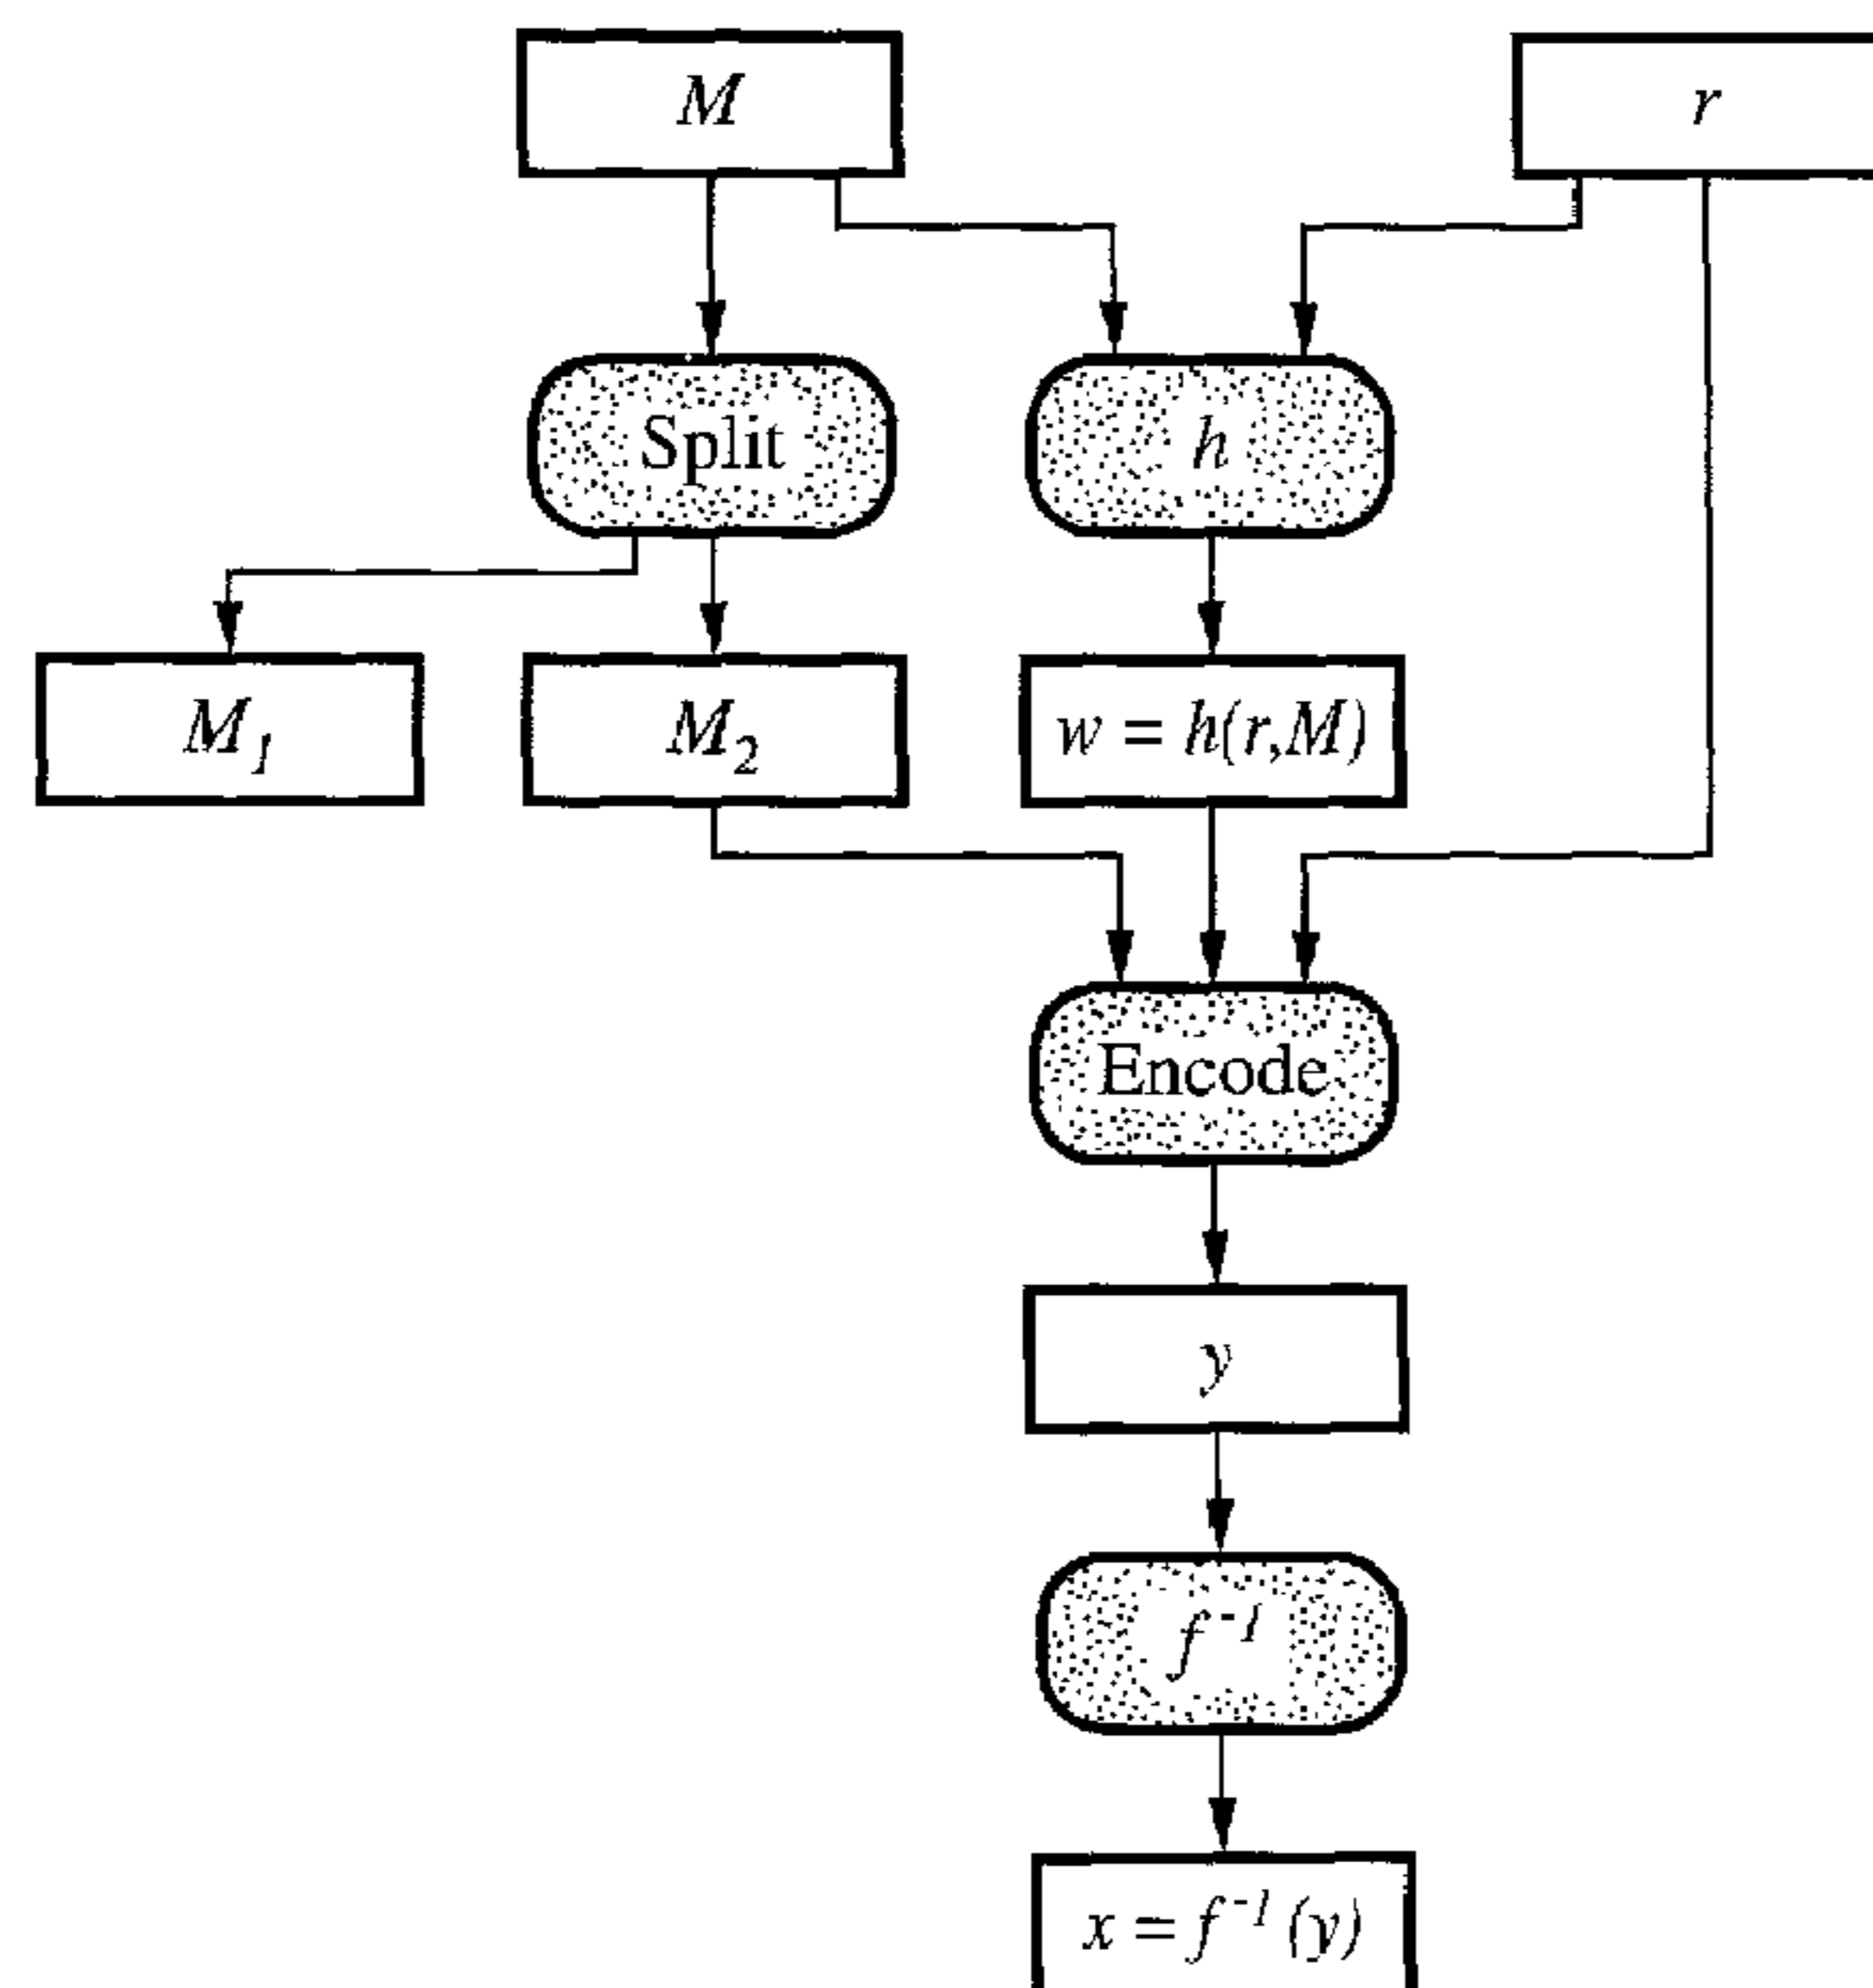 M
r
Split
h
M₁
M₂
w = h(r,M)
Encode
y
f⁻¹
x = f⁻¹ (y)